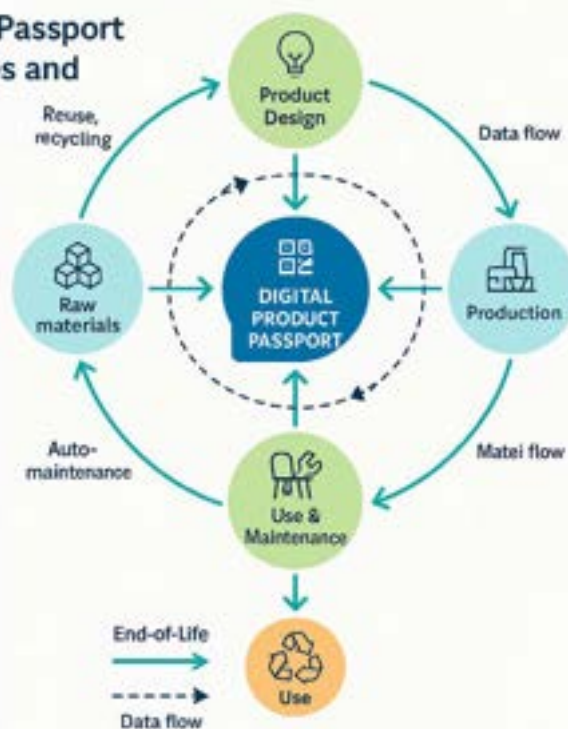 Passport
es and
Product
Design
Reuse,
recycling
Data flow
Raw
materials
DIGITAL
PRODUCT
PASSPORT
Production
Auto-
maintenance
Matei flow
Use &
Maintenance
End-of-Life
Use
Data flow